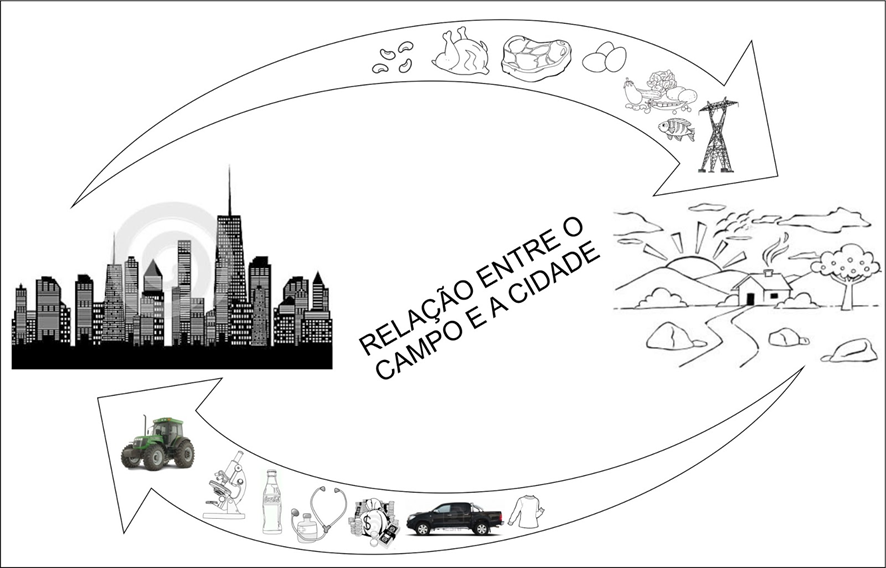 RELAÇÃO ENTRE O
CAMPO E A CIDADE